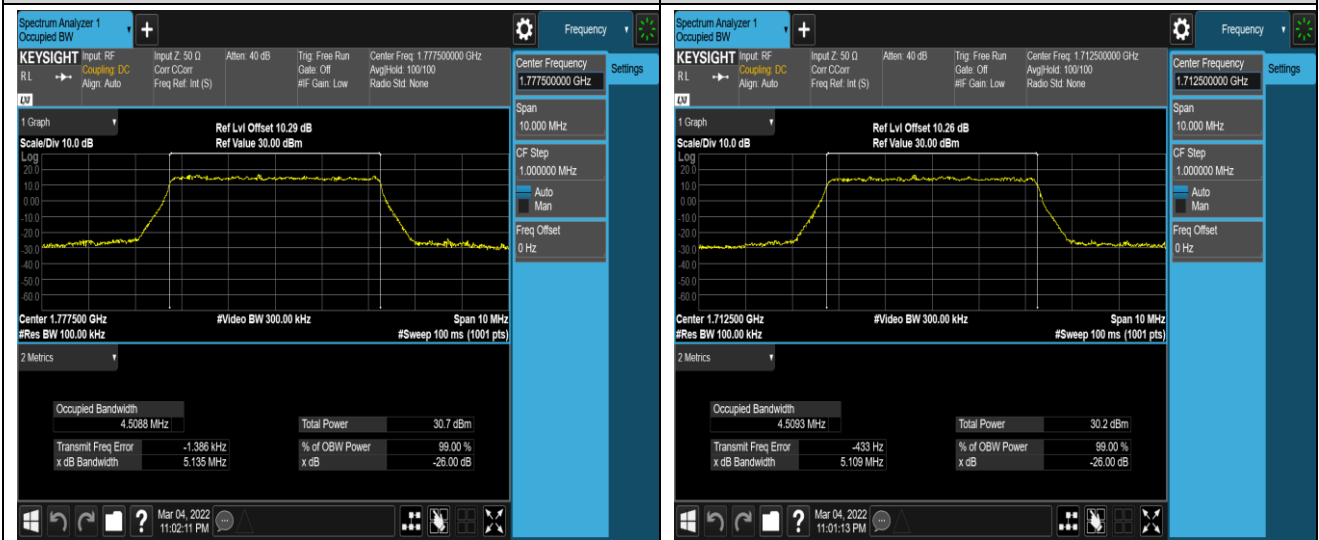 Spectrum Analyzer 1
Occupied BW
Frequency
KEYSIGHT
RL
Input: RF
Coupling: DC
Align: Auto
Input Z: 50 Ω
Corr CCorr
Freq Ref: Int (S)
Atten: 40 dB
Trig: Free Run
Gate: Off
#IF Gain: Low
Center Freq: 1.777500000 GHz
Avg|Hold: 100/100
Radio Std: None
LXI
1 Graph
Scale/Div 10.0 dB
Ref Lvl Offset 10.29 dB
Ref Value 30.00 dBm
Log
20.0
10.0
0.00
-10.0
-20.0
-30.0
-40.0
-50.0
-60.0
Center 1.777500 GHz
#Res BW 100.00 kHz
#Video BW 300.00 kHz
Span 10 MHz
#Sweep 100 ms (1001 pts)
2 Metrics
Occupied Bandwidth
4.5088 MHz
Total Power 30.7 dBm
Transmit Freq Error -1.386 kHz
% of OBW Power 99.00 %
x dB Bandwidth 5.135 MHz
x dB -26.00 dB
Mar 04, 2022
11:02:11 PM
Center Frequency
1.777500000 GHz
Settings
Span
10.000 MHz
CF Step
1.000000 MHz
Auto
Man
Freq Offset
0 Hz
Spectrum Analyzer 1
Occupied BW
Frequency
KEYSIGHT
RL
Input: RF
Coupling: DC
Align: Auto
Input Z: 50 Ω
Corr CCorr
Freq Ref: Int (S)
Atten: 40 dB
Trig: Free Run
Gate: Off
#IF Gain: Low
Center Freq: 1.712500000 GHz
Avg|Hold: 100/100
Radio Std: None
LXI
1 Graph
Scale/Div 10.0 dB
Ref Lvl Offset 10.26 dB
Ref Value 30.00 dBm
Log
20.0
10.0
0.00
-10.0
-20.0
-30.0
-40.0
-50.0
-60.0
Center 1.712500 GHz
#Res BW 100.00 kHz
#Video BW 300.00 kHz
Span 10 MHz
#Sweep 100 ms (1001 pts)
2 Metrics
Occupied Bandwidth
4.5093 MHz
Total Power 30.2 dBm
Transmit Freq Error -433 Hz
% of OBW Power 99.00 %
x dB Bandwidth 5.109 MHz
x dB -26.00 dB
Mar 04, 2022
11:01:13 PM
Center Frequency
1.712500000 GHz
Settings
Span
10.000 MHz
CF Step
1.000000 MHz
Auto
Man
Freq Offset
0 Hz